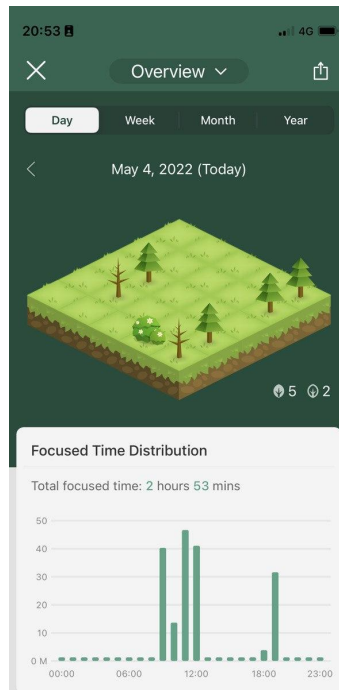 20:53 4G
Overview
Day Week Month Year
May 4, 2022 (Today)
5 2
Focused Time Distribution
Total focused time: 2 hours 53 mins
50
40
30
20
10
0 M
00:00 06:00 12:00 18:00 23:00